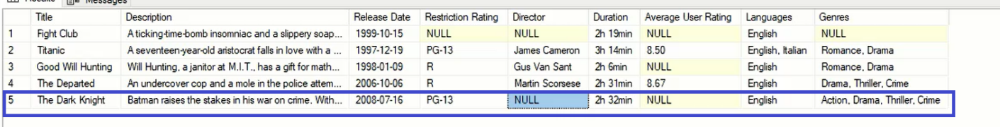 Results Messages
Title Description Release Date Restriction Rating Director Duration Average User Rating Languages Genres
1 Fight Club A ticking-time-bomb insomniac and a slippery soap... 1999-10-15 NULL NULL 2h 19min NULL English NULL
2 Titanic A seventeen-year-old aristocrat falls in love with a ... 1997-12-19 PG-13 James Cameron 3h 14min 8.50 English, Italian Romance, Drama
3 Good Will Hunting Will Hunting, a janitor at M.I.T., has a gift for math... 1998-01-09 R Gus Van Sant 2h 6min NULL English Romance, Drama
4 The Departed An undercover cop and a mole in the police attem... 2006-10-06 R Martin Scorsese 2h 31min 8.67 English Drama, Thriller, Crime
5 The Dark Knight Batman raises the stakes in his war on crime. With... 2008-07-16 PG-13 NULL 2h 32min NULL English Action, Drama, Thriller, Crime